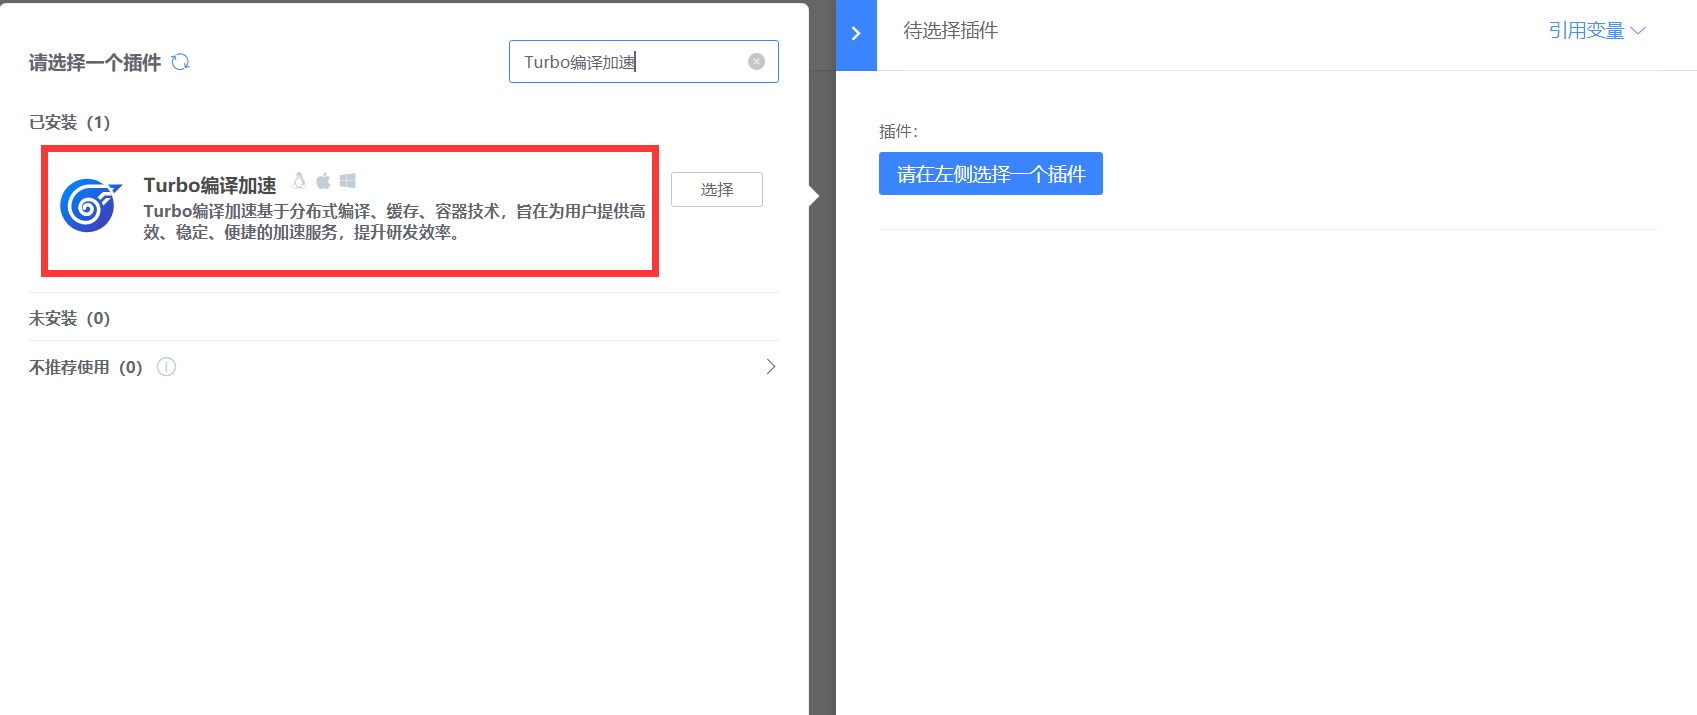 请选择一个插件
Turbo编译加速
已安装（1）
Turbo编译加速
Turbo编译加速基于分布式编译、缓存、容器技术，旨在为用户提供高
效、稳定、便捷的加速服务，提升研发效率。
选择
未安装（0）
不推荐使用（0）
待选择插件
引用变量
插件：
请在左侧选择一个插件